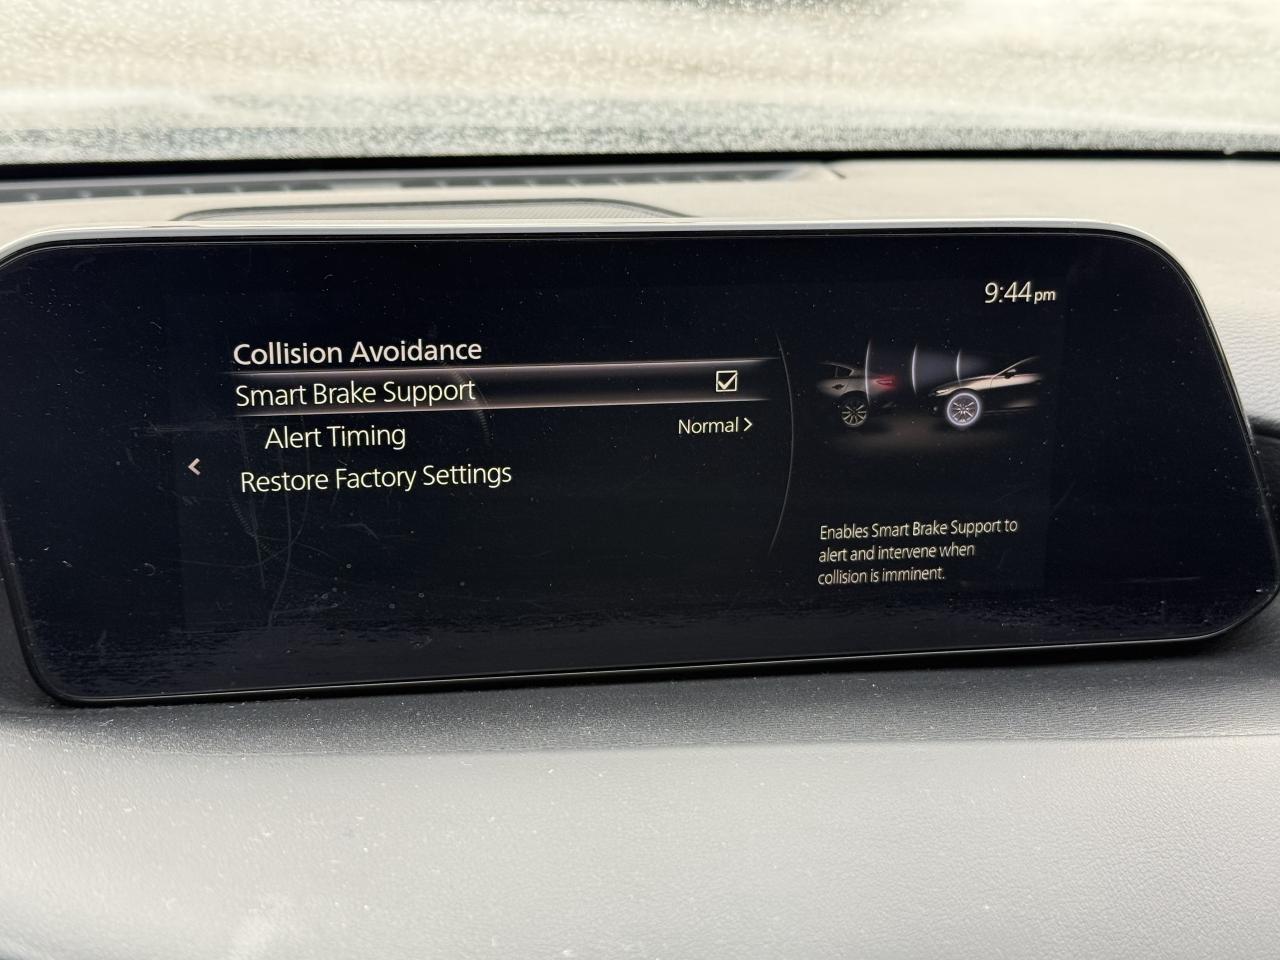 9:44pm
Collision Avoidance
Smart Brake Support
Alert Timing Normal >
< Restore Factory Settings
Enables Smart Brake Support to
alert and intervene when
collision is imminent.